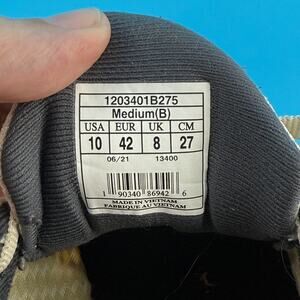 1203401B275
Medium(B)
USA EUR UK CM
10 42 8 27
06/21 13400
1 90340 86942 6
MADE IN VIETNAM
FABRIQUE AU VIETNAM